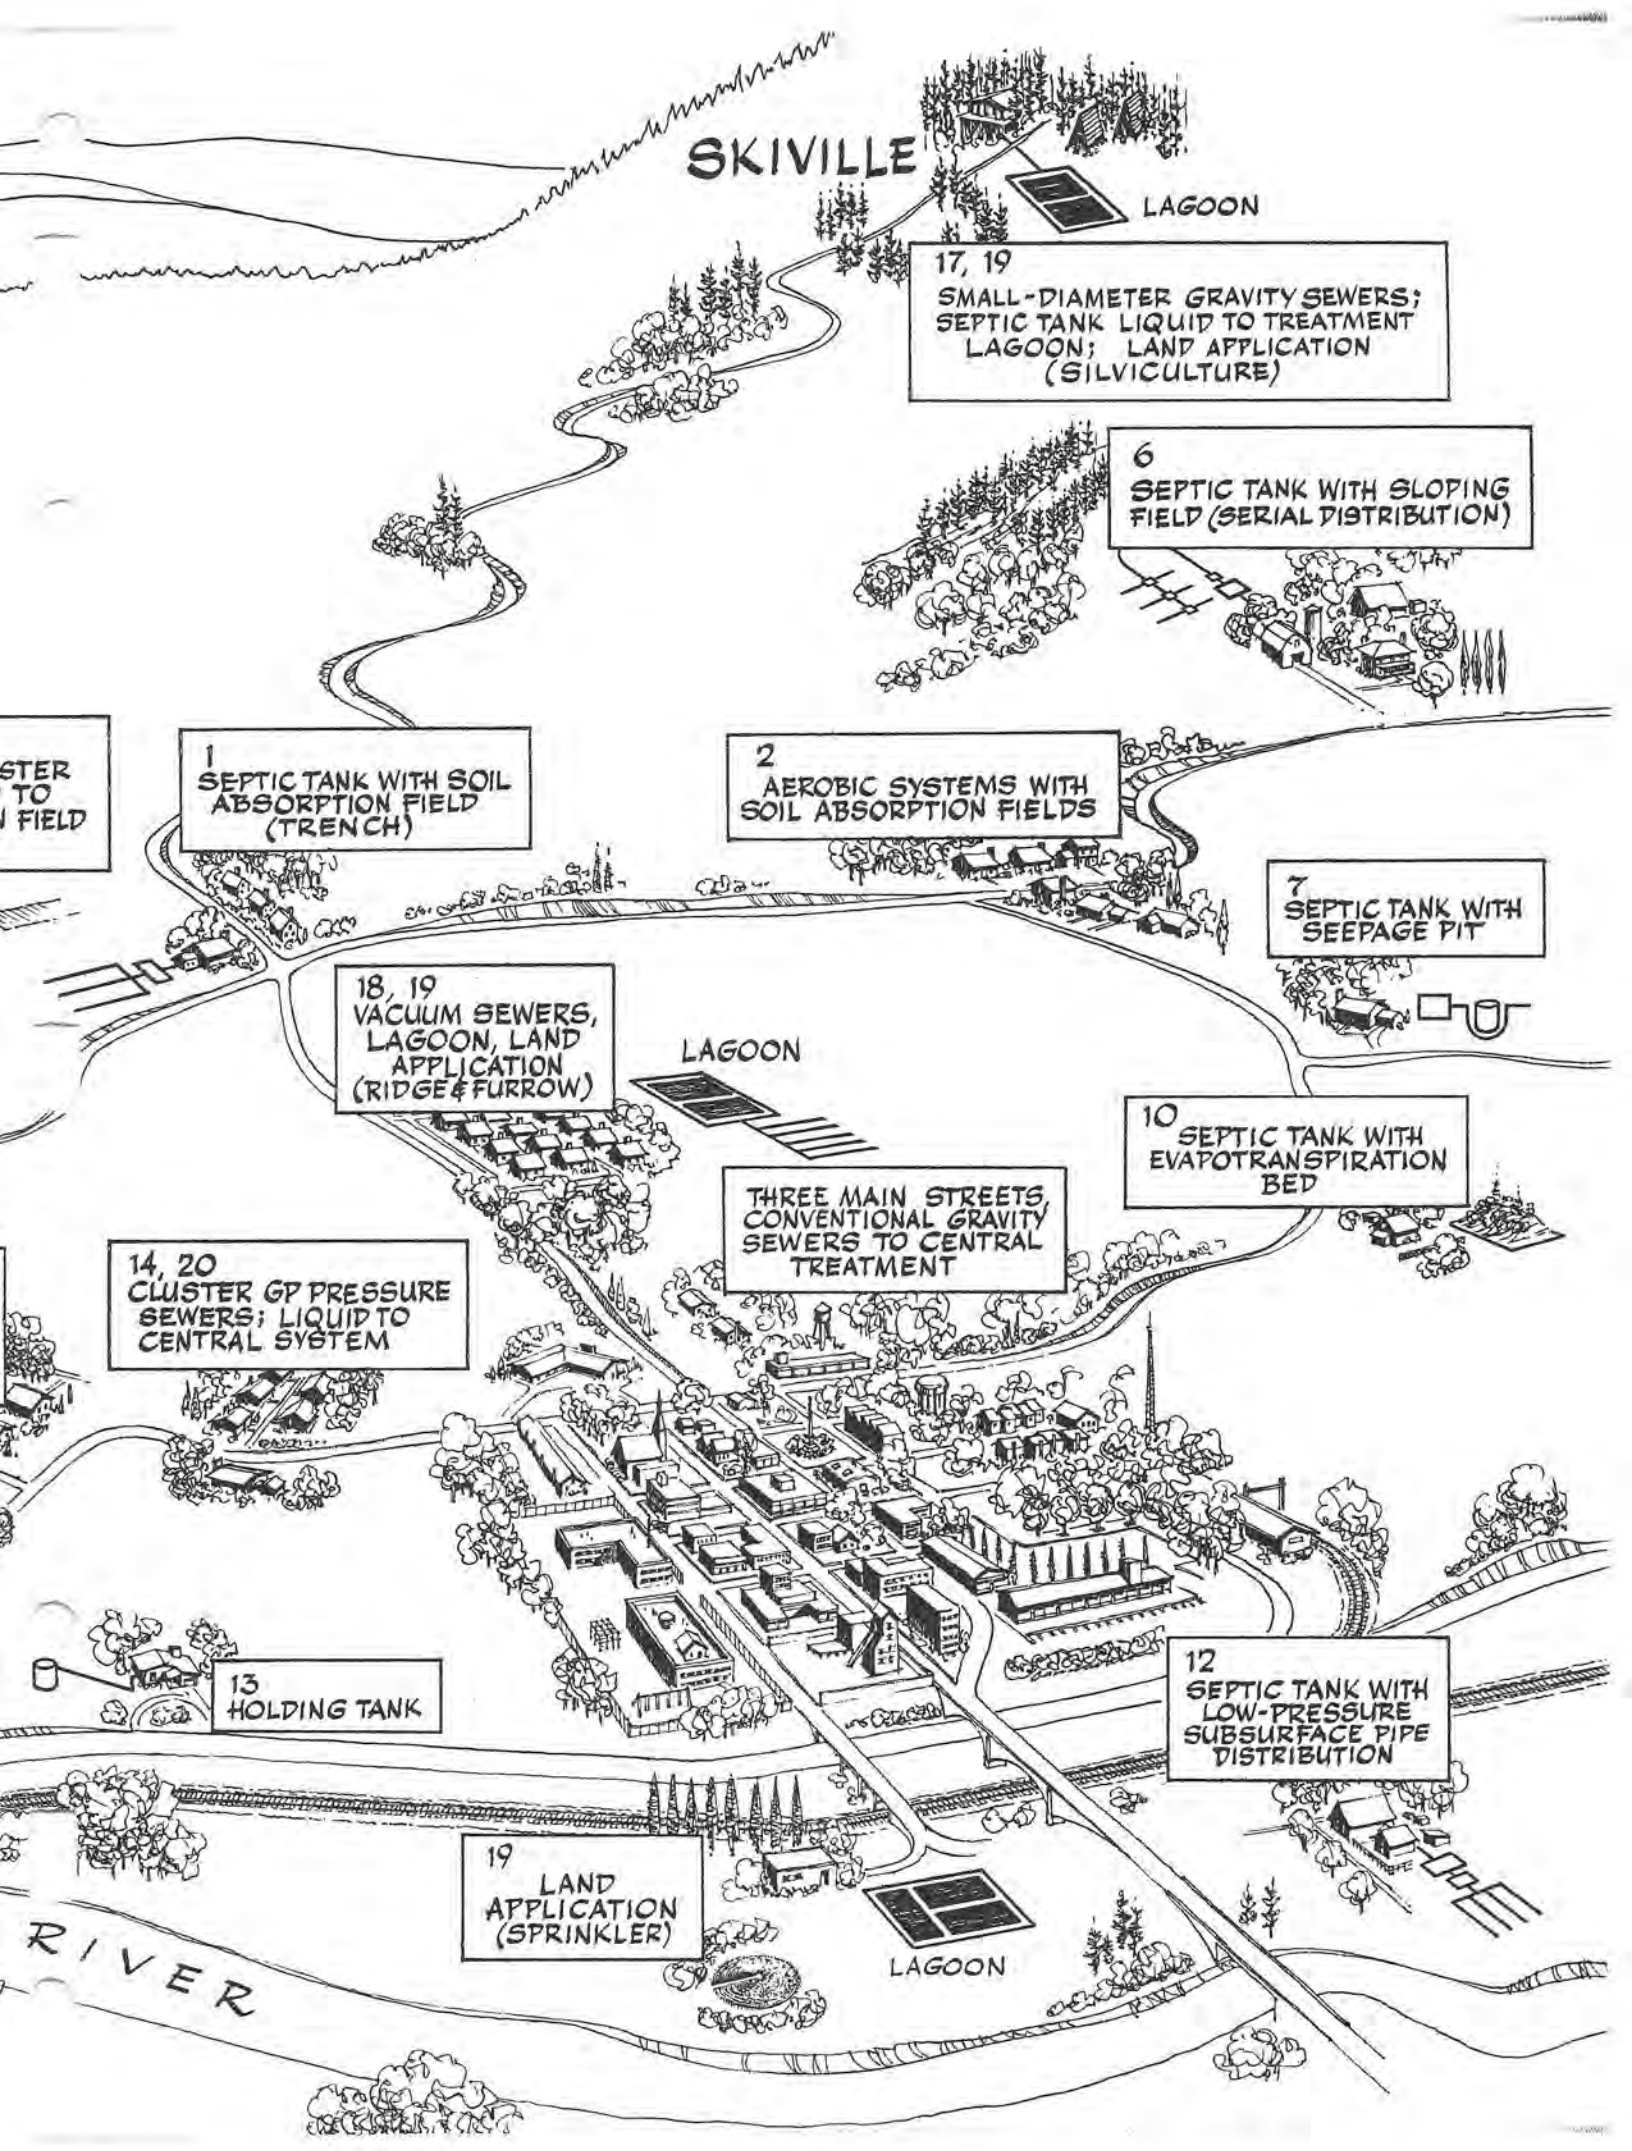 SKIVILLE
LAGOON
17, 19
SMALL-DIAMETER GRAVITY SEWERS;
SEPTIC TANK LIQUID TO TREATMENT
LAGOON; LAND APPLICATION
(SILVICULTURE)
6
SEPTIC TANK WITH SLOPING
FIELD (SERIAL DISTRIBUTION)
STER
TO
FIELD
1
SEPTIC TANK WITH SOIL
ABSORPTION FIELD
(TRENCH)
2
AEROBIC SYSTEMS WITH
SOIL ABSORPTION FIELDS
7
SEPTIC TANK WITH
SEEPAGE PIT
18, 19
VACUUM SEWERS,
LAGOON, LAND
APPLICATION
(RIDGE & FURROW)
LAGOON
10
SEPTIC TANK WITH
EVAPOTRANSPIRATION
BED
THREE MAIN STREETS,
CONVENTIONAL GRAVITY
SEWERS TO CENTRAL
TREATMENT
14, 20
CLUSTER GP PRESSURE
SEWERS; LIQUID TO
CENTRAL SYSTEM
13
HOLDING TANK
12
SEPTIC TANK WITH
LOW-PRESSURE
SUBSURFACE PIPE
DISTRIBUTION
19
LAND
APPLICATION
(SPRINKLER)
LAGOON
RIVER